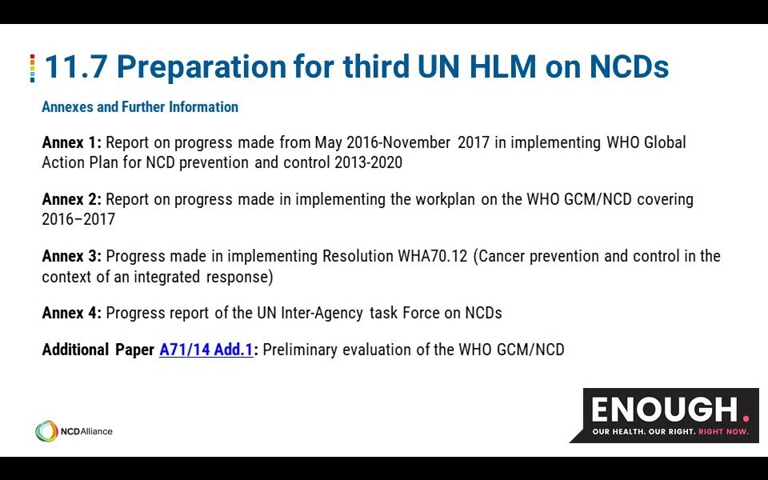 11.7 Preparation for third UN HLM on NCDs
Annexes and Further Information
Annex 1: Report on progress made from May 2016-November 2017 in implementing WHO Global
Action Plan for NCD prevention and control 2013-2020
Annex 2: Report on progress made in implementing the workplan on the WHO GCM/NCD covering
2016–2017
Annex 3: Progress made in implementing Resolution WHA70.12 (Cancer prevention and control in the
context of an integrated response)
Annex 4: Progress report of the UN Inter-Agency task Force on NCDs
Additional Paper A71/14 Add.1: Preliminary evaluation of the WHO GCM/NCD
ENOUGH.
OUR HEALTH. OUR RIGHT. RIGHT NOW.
NCDAlliance